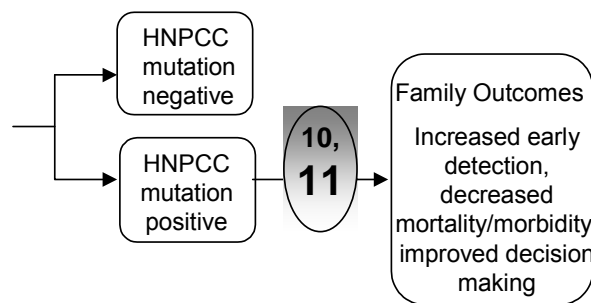 HNPCC
mutation
negative
HNPCC
mutation
positive
10,
11
Family Outcomes
Increased early
detection,
decreased
mortality/morbidity
improved decision
making